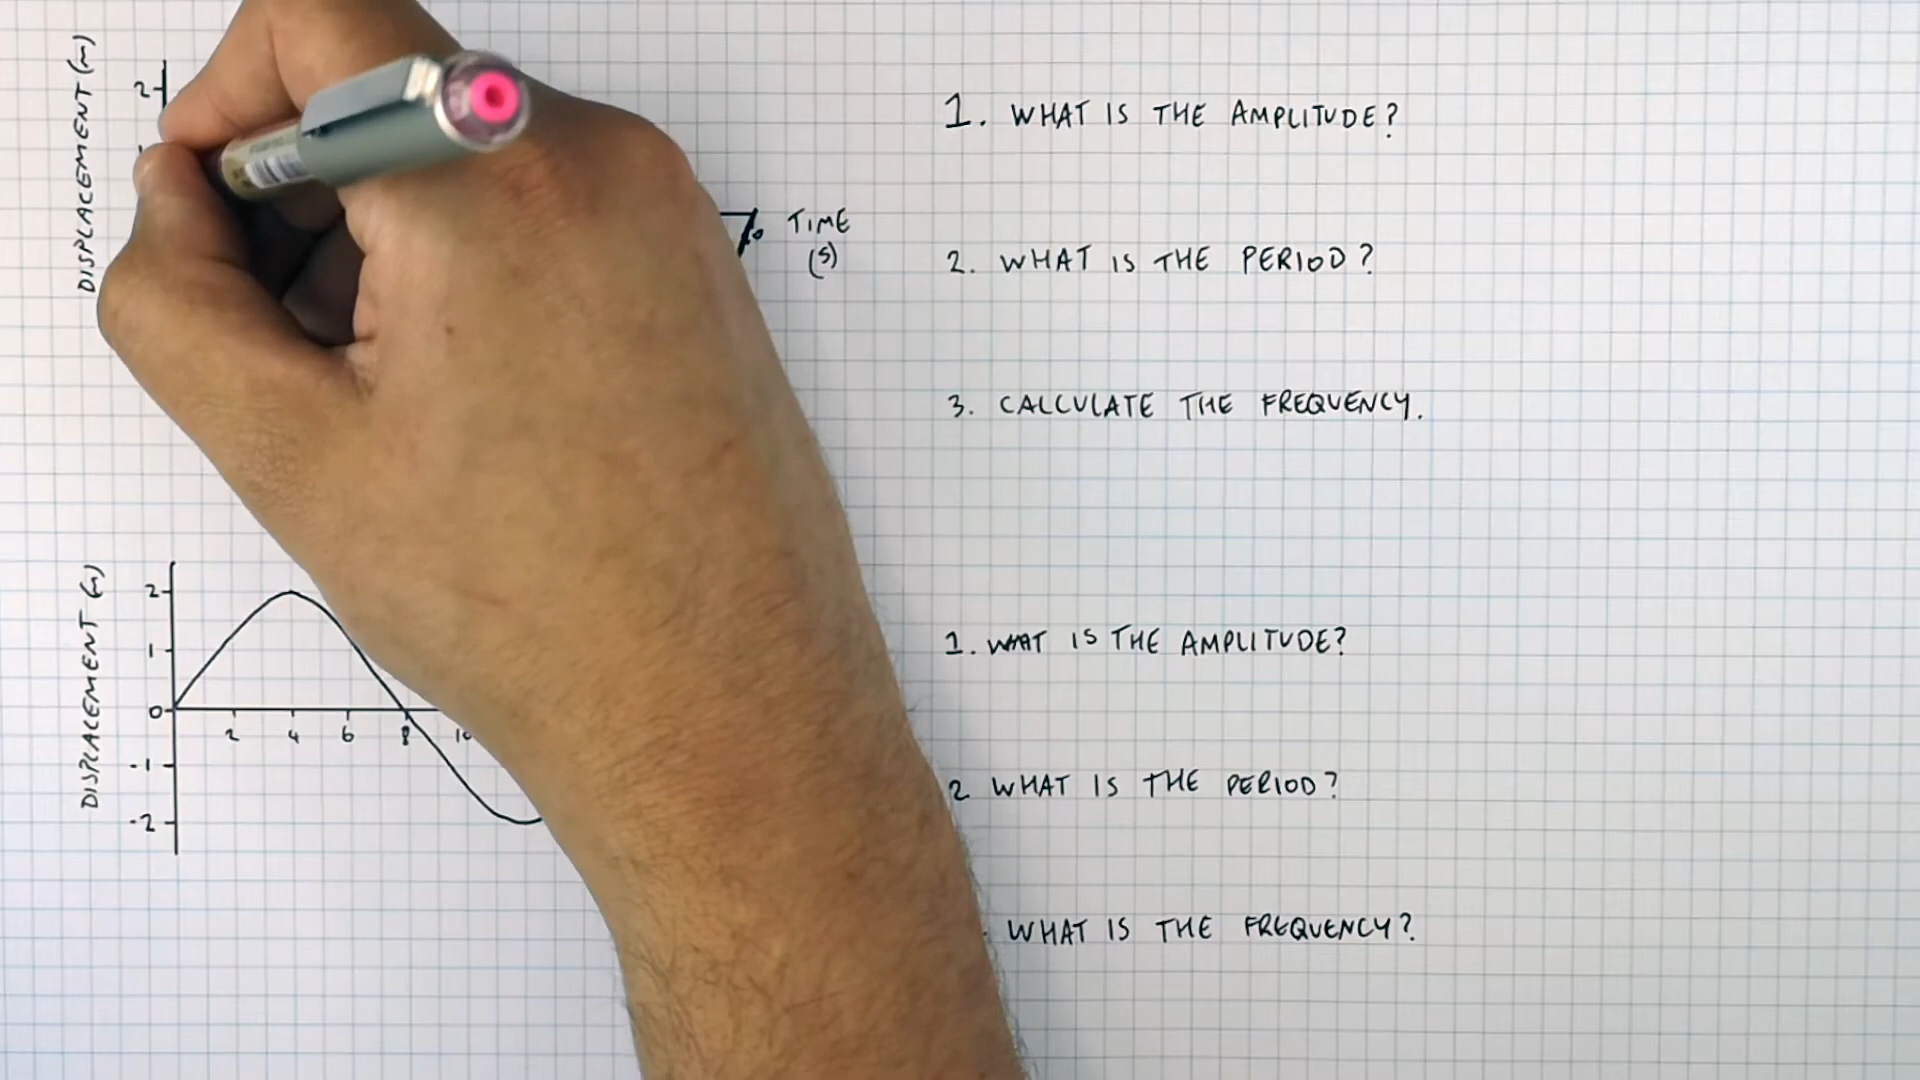 DISPLACEMENT (m)
2
TIME
(s)
1. WHAT IS THE AMPLITUDE?
2. WHAT IS THE PERIOD?
3. CALCULATE THE FREQUENCY.
DISPLACEMENT (m)
2
1
0
-1
-2
2 4 6 8 10
1. WHAT IS THE AMPLITUDE?
2 WHAT IS THE PERIOD?
WHAT IS THE FREQUENCY?